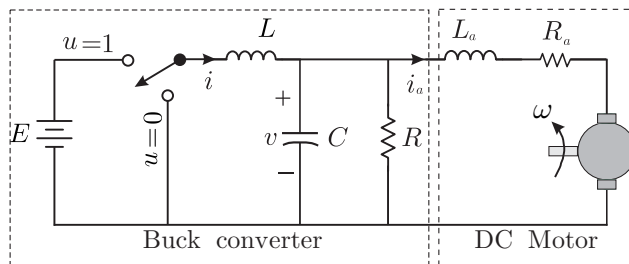 u=1
L
L_a
R_a
i
i_a
E
u=0
+
v
−
C
R
ω
Buck converter
DC Motor